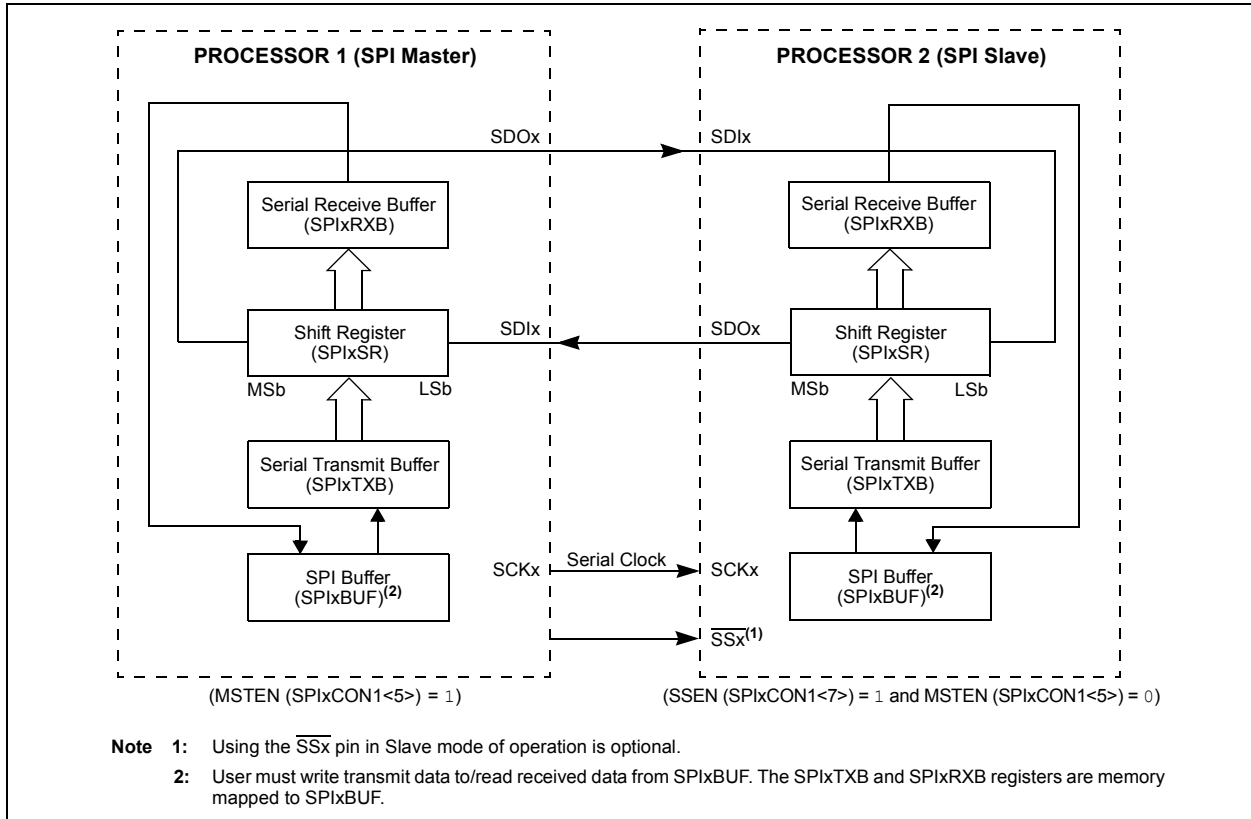 PROCESSOR 1 (SPI Master)
PROCESSOR 2 (SPI Slave)
SDOx
SDIx
Serial Receive Buffer
(SPIxRXB)
Serial Receive Buffer
(SPIxRXB)
Shift Register
(SPIxSR)
SDIx
SDOx
Shift Register
(SPIxSR)
MSb
LSb
MSb
LSb
Serial Transmit Buffer
(SPIxTXB)
Serial Transmit Buffer
(SPIxTXB)
SPI Buffer
(SPIxBUF)(2)
SCKx
Serial Clock
SCKx
SPI Buffer
(SPIxBUF)(2)
SSx(1)
(MSTEN (SPIxCON1<5>) = 1)
(SSEN (SPIxCON1<7>) = 1 and MSTEN (SPIxCON1<5>) = 0)
Note 1: Using the SSx pin in Slave mode of operation is optional.
2: User must write transmit data to/read received data from SPIxBUF. The SPIxTXB and SPIxRXB registers are memory
mapped to SPIxBUF.